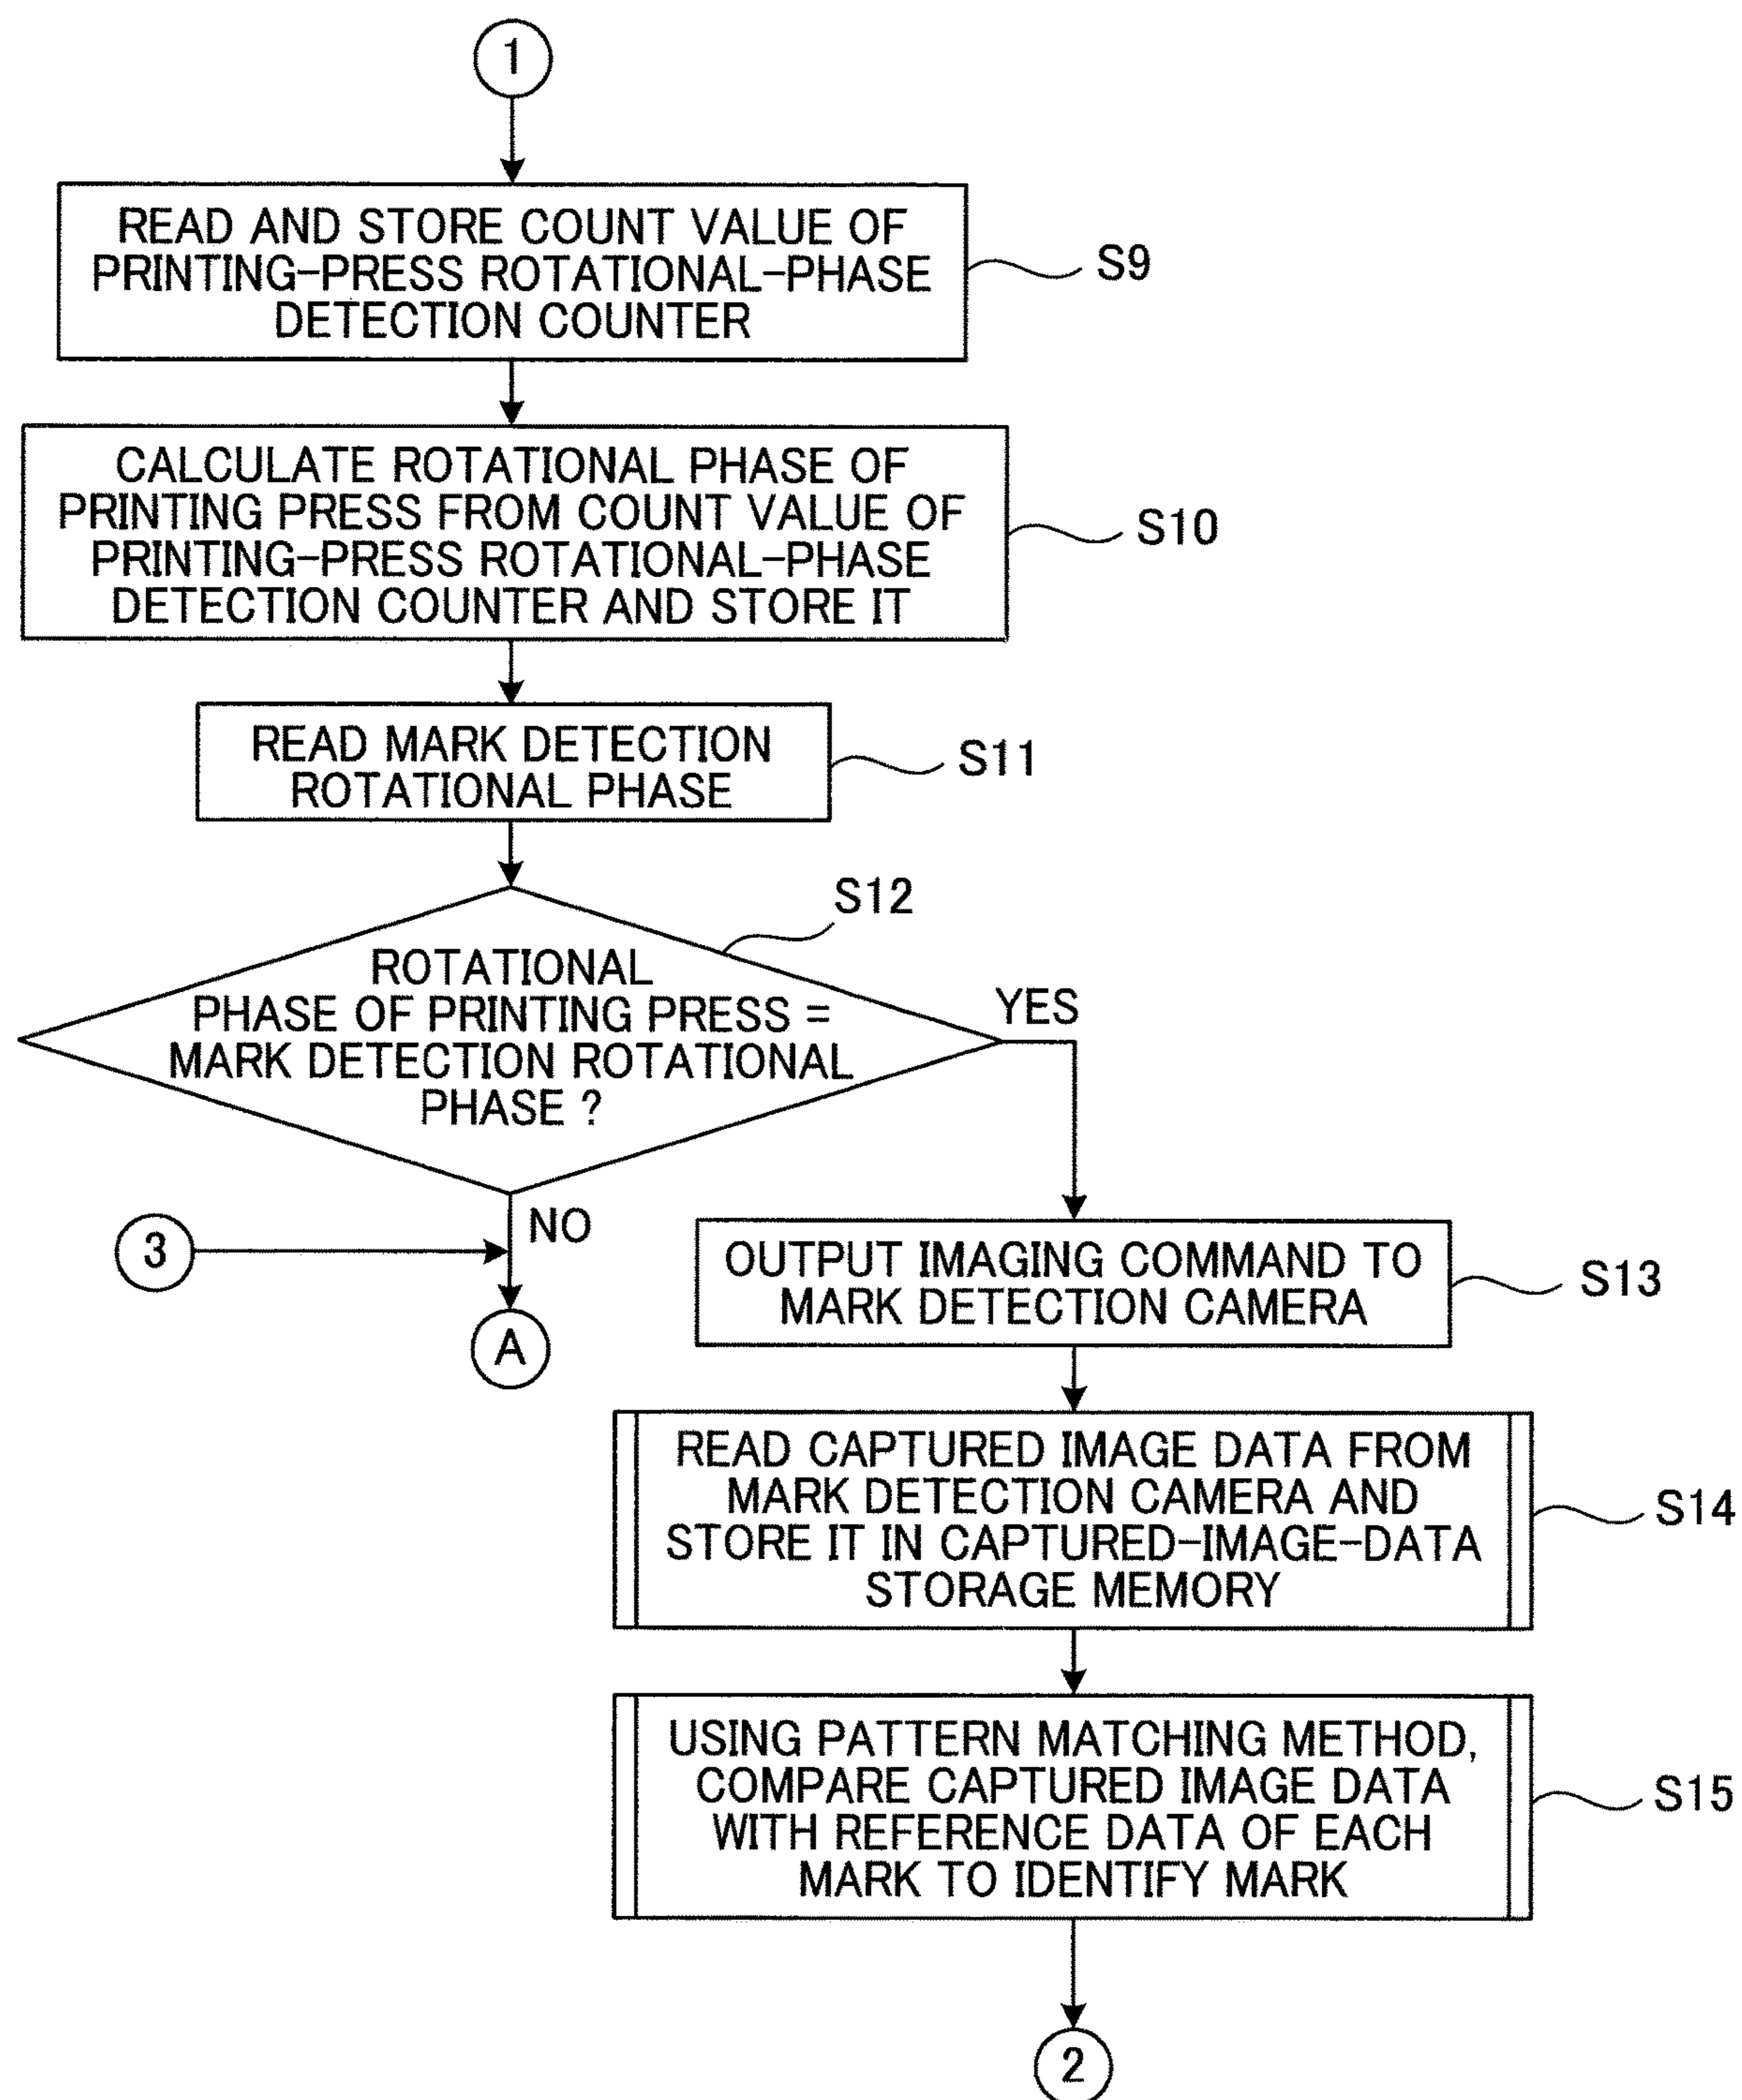 1
READ AND STORE COUNT VALUE OF
PRINTING-PRESS ROTATIONAL-PHASE
DETECTION COUNTER
S9
CALCULATE ROTATIONAL PHASE OF
PRINTING PRESS FROM COUNT VALUE OF
PRINTING-PRESS ROTATIONAL-PHASE
DETECTION COUNTER AND STORE IT
S10
READ MARK DETECTION
ROTATIONAL PHASE
S11
S12
ROTATIONAL
PHASE OF PRINTING PRESS =
MARK DETECTION ROTATIONAL
PHASE ?
YES
NO
3
A
OUTPUT IMAGING COMMAND TO
MARK DETECTION CAMERA
S13
READ CAPTURED IMAGE DATA FROM
MARK DETECTION CAMERA AND
STORE IT IN CAPTURED-IMAGE-DATA
STORAGE MEMORY
S14
USING PATTERN MATCHING METHOD,
COMPARE CAPTURED IMAGE DATA
WITH REFERENCE DATA OF EACH
MARK TO IDENTIFY MARK
S15
2